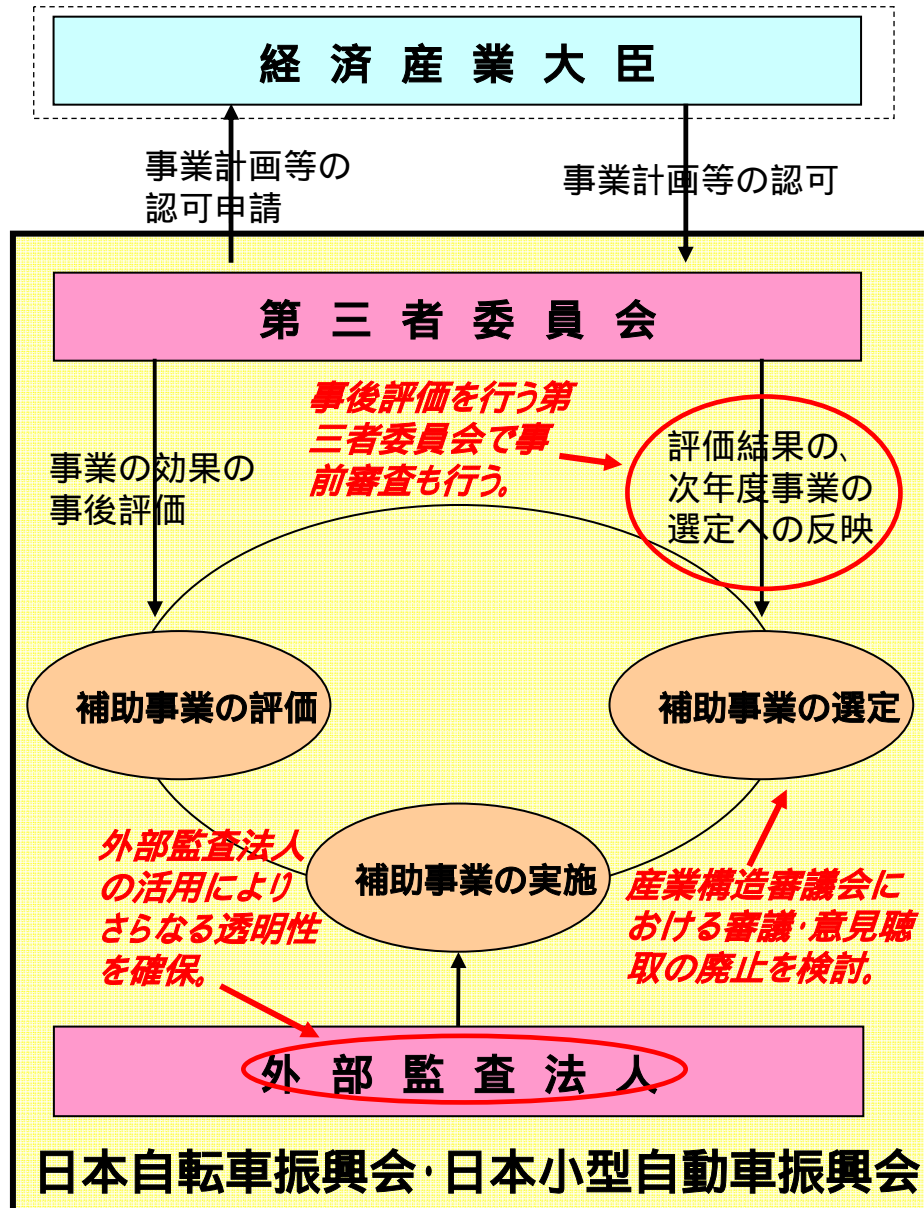 経済産業大臣
事業計画等の
認可申請
事業計画等の認可
第三者委員会
事後評価を行う第
三者委員会で事
前審査も行う。
評価結果の、
次年度事業の
選定への反映
事業の効果の
事後評価
補助事業の評価
補助事業の選定
外部監査法人
の活用により
さらなる透明性
を確保。
補助事業の実施
産業構造審議会に
おける審議・意見聴
取の廃止を検討。
外部監査法人
日本自転車振興会・日本小型自動車振興会